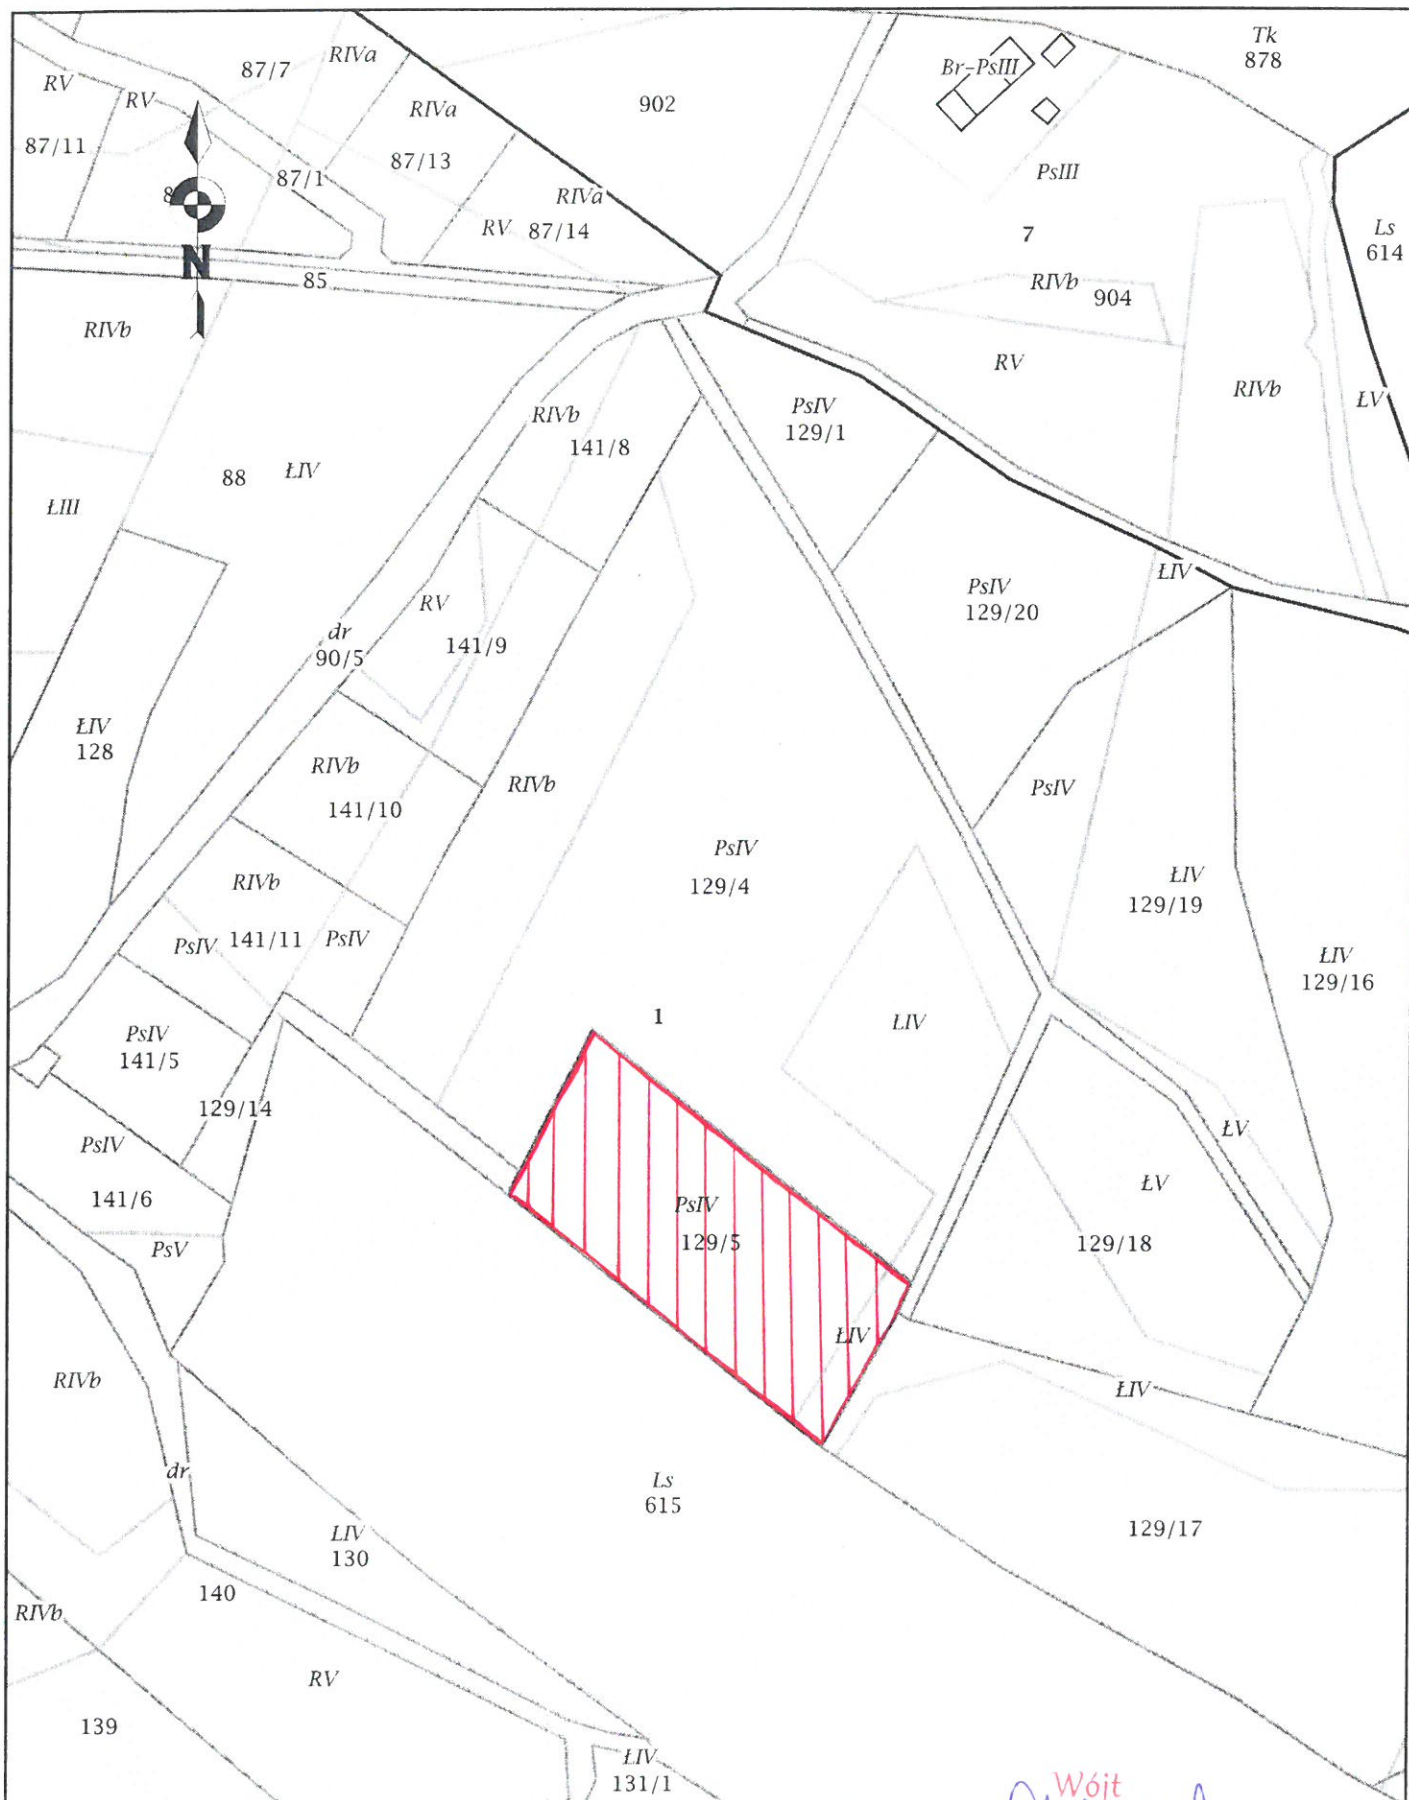 Tk
878
RIVa
87/7
Br-PsIII
RV
RV
RIVa
902
87/11
87/13
PsIII
87/1
8
RIVa
RV
87/14
7
Ls
614
N
85
RIVb
904
RIVb
RV
RIVb
ŁV
PsIV
129/1
RIVb
141/8
88
ŁIV
ŁIII
ŁIV
PsIV
129/20
RV
dr
90/5
141/9
ŁIV
128
RIVb
141/10
RIVb
PsIV
PsIV
129/4
RIVb
ŁIV
129/19
PsIV
141/11
PsIV
ŁIV
129/16
1
ŁIV
PsIV
141/5
129/14
PsIV
ŁV
141/6
ŁV
PsIV
129/5
PsV
129/18
ŁIV
RIVb
ŁIV
dr
Ls
615
129/17
LIV
130
140
RIVb
RV
139
ŁIV
131/1
Wójt